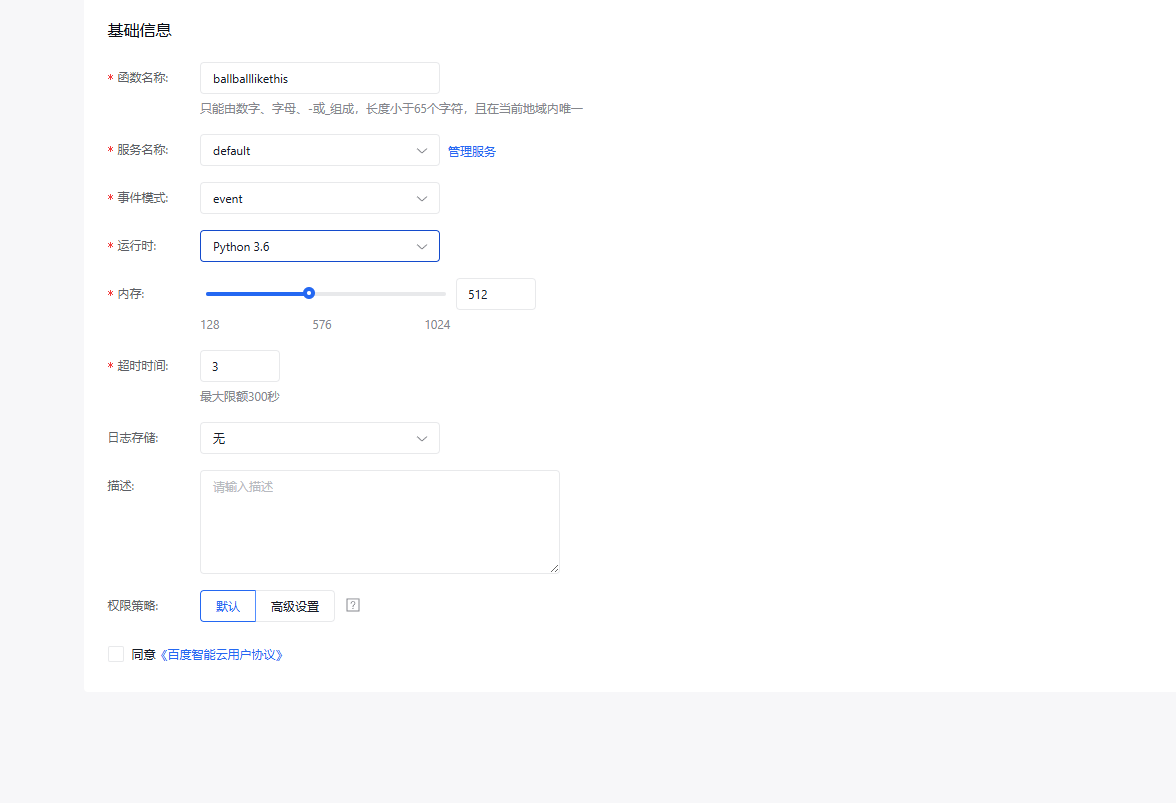 基础信息
* 函数名称: ballballlikethis
只能由数字、字母、-或_组成，长度小于65个字符，且在当前地域内唯一
* 服务名称: default 管理服务
* 事件模式: event
* 运行时: Python 3.6
* 内存: 512
128 576 1024
* 超时时间: 3
最大限额300秒
日志存储: 无
描述: 请输入描述
权限策略: 默认 高级设置 ?
同意《百度智能云用户协议》